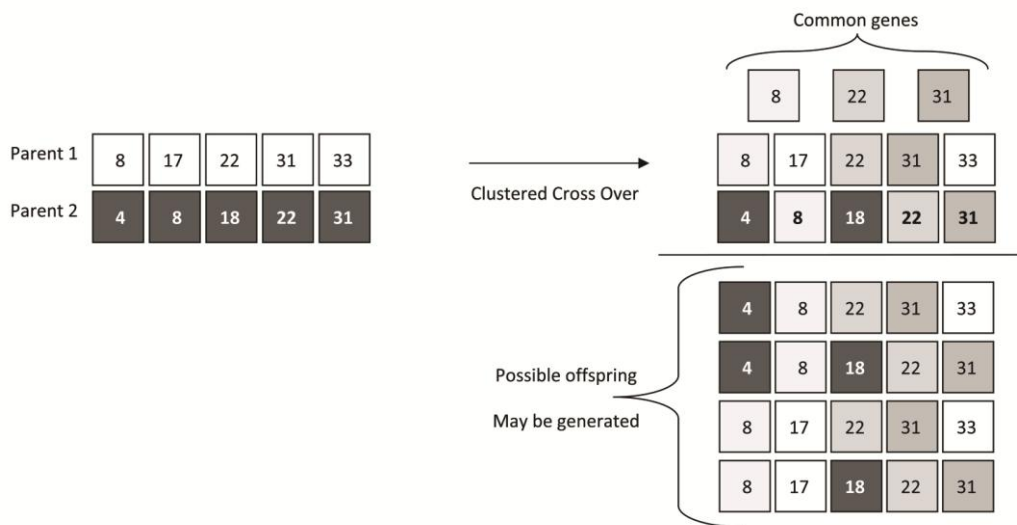 Common genes
8 22 31
Parent 1 8 17 22 31 33
Parent 2 4 8 18 22 31
Clustered Cross Over
8 17 22 31 33
4 8 18 22 31
4 8 22 31 33
4 8 18 22 31
Possible offspring
May be generated
8 17 22 31 33
8 17 18 22 31